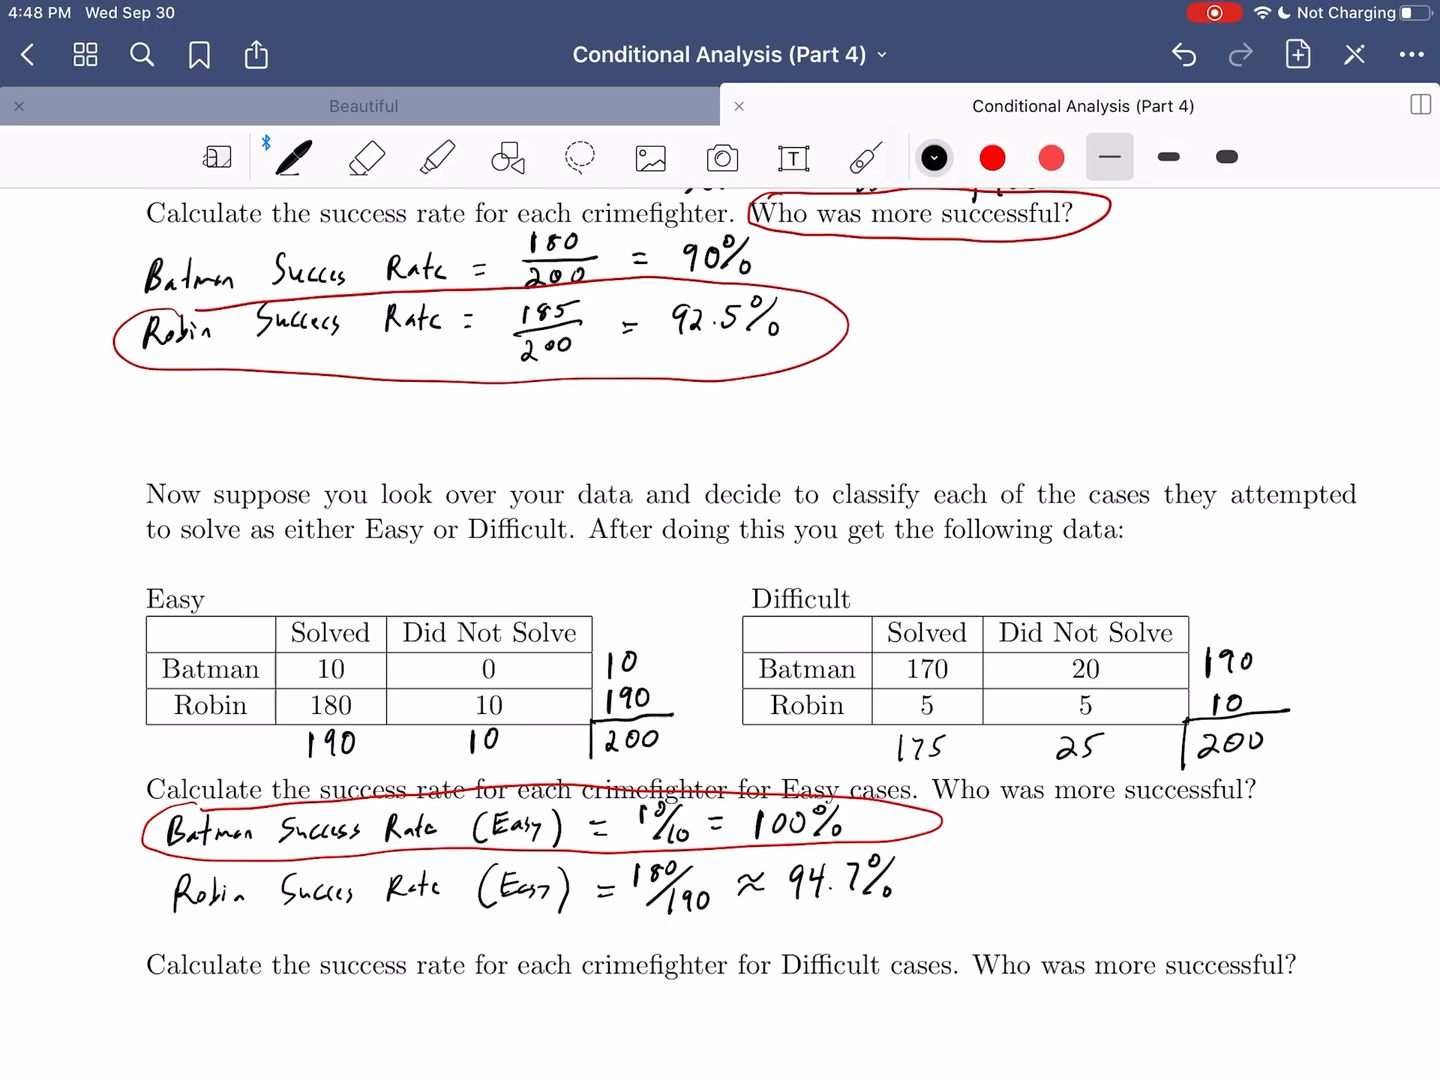 4:48 PM Wed Sep 30
Not Charging
Conditional Analysis (Part 4)
Beautiful
Conditional Analysis (Part 4)
T
Calculate the success rate for each crimefighter. Who was more successful?
Batman Succes Rate = 180/200 = 90%
Robin Success Rate = 185/200 = 92.5%
Now suppose you look over your data and decide to classify each of the cases they attempted
to solve as either Easy or Difficult. After doing this you get the following data:
Easy
Solved Did Not Solve
Batman 10 0 10
Robin 180 10 190
190 10 200
Difficult
Solved Did Not Solve
Batman 170 20 190
Robin 5 5 10
175 25 200
Calculate the success rate for each crimefighter for Easy cases. Who was more successful?
Batman Success Rate (Easy) = 10/10 = 100%
Robin Succes Rate (Easy) = 180/190 ≈ 94.7%
Calculate the success rate for each crimefighter for Difficult cases. Who was more successful?